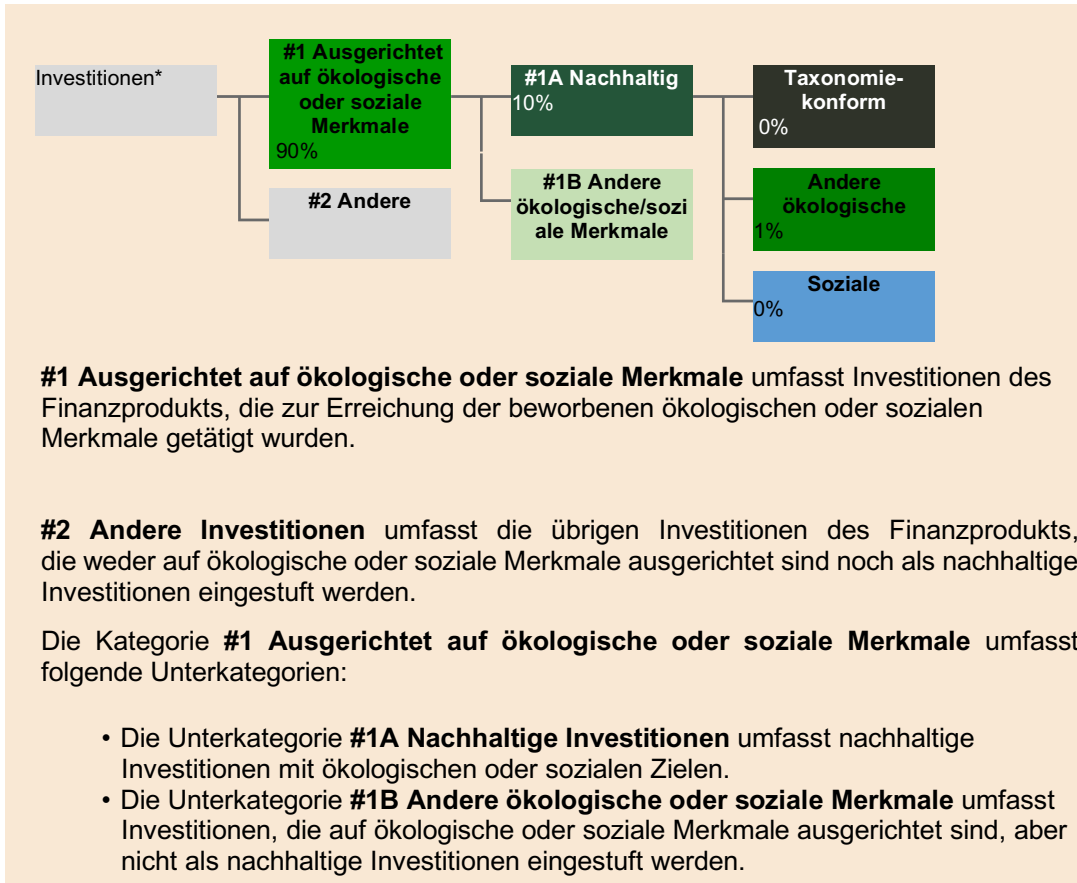 Investitionen*
#1 Ausgerichtet
auf ökologische
oder soziale
Merkmale
90%
#2 Andere
#1A Nachhaltig
10%
#1B Andere
ökologische/sozi
ale Merkmale
Taxonomie-
konform
0%
Andere
ökologische
1%
Soziale
0%
#1 Ausgerichtet auf ökologische oder soziale Merkmale umfasst Investitionen des
Finanzprodukts, die zur Erreichung der beworbenen ökologischen oder sozialen
Merkmale getätigt wurden.
#2 Andere Investitionen umfasst die übrigen Investitionen des Finanzprodukts,
die weder auf ökologische oder soziale Merkmale ausgerichtet sind noch als nachhaltige
Investitionen eingestuft werden.
Die Kategorie #1 Ausgerichtet auf ökologische oder soziale Merkmale umfasst
folgende Unterkategorien:
• Die Unterkategorie #1A Nachhaltige Investitionen umfasst nachhaltige
Investitionen mit ökologischen oder sozialen Zielen.
• Die Unterkategorie #1B Andere ökologische oder soziale Merkmale umfasst
Investitionen, die auf ökologische oder soziale Merkmale ausgerichtet sind, aber
nicht als nachhaltige Investitionen eingestuft werden.